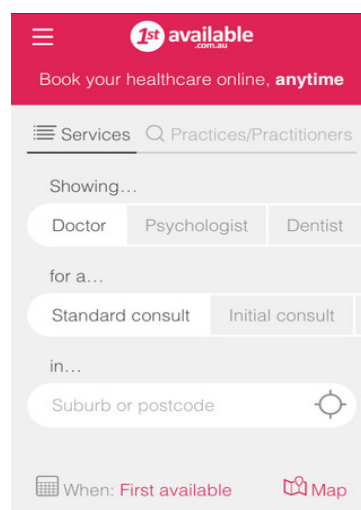 1st available
.com.au
Book your healthcare online, anytime
Services Practices/Practitioners
Showing...
Doctor Psychologist Dentist
for a...
Standard consult Initial consult
in...
Suburb or postcode
When: First available Map